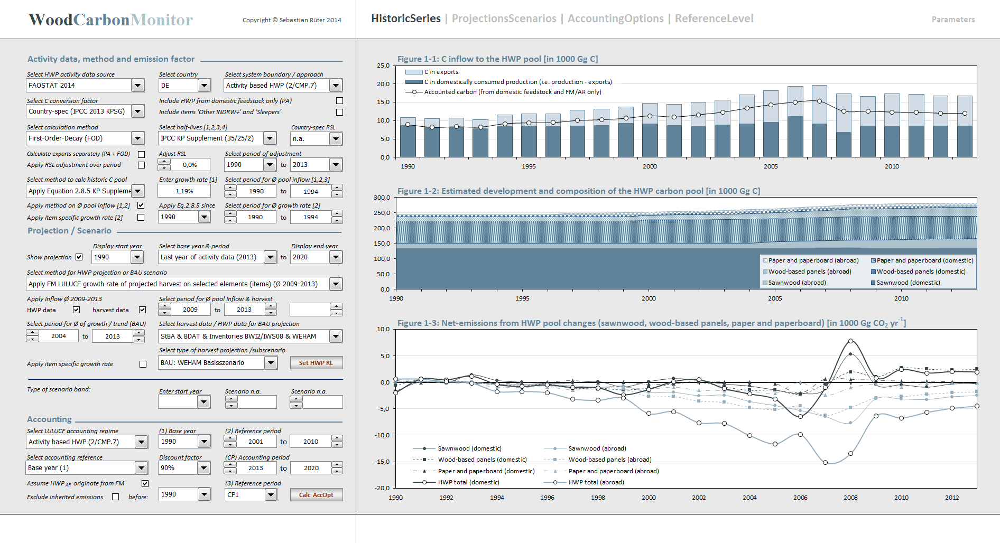 WoodCarbonMonitor
Copyright © Sebastian Rüter 2014
HistoricSeries | ProjectionsScenarios | AccountingOptions | ReferenceLevel
Parameters
Activity data, method and emission factor
Select HWP activity data source
Select country
Select system boundary / approach
FAOSTAT 2014
DE
Activity based HWP (2/CMP.7)
Select C conversion factor
Include HWP from domestic feedstock only (PA)
Country-spec (IPCC 2013 KPSG)
Include items 'Other INDRW+' and 'Sleepers'
Select calculation method
Select half-lives [1,2,3,4]
Country-spec RSL
First-Order-Decay (FOD)
IPCC KP Supplement (35/25/2)
n.a.
Calculate exports separately (PA + FOD)
Adjust RSL
Select period of adjustment
Apply RSL adjustment over period
0,0%
1990
to
2013
Select method to calc historic C pool
Enter growth rate [1]
Select period for Ø pool inflow [1,2,3]
Apply Equation 2.8.5 KP Suppleme
1,19%
1990
to
1994
Apply method on Ø pool inflow [1,2]
Apply Eq.2.8.5 since
Select period for Ø growth rate [2]
Apply Item specific growth rate [2]
1990
1990
to
1994
Projection / Scenario
Display start year
Select base year & period
Display end year
Show projection
1990
Last year of activity data (2013)
to
2020
Select method for HWP projection or BAU scenario
Apply FM LULUCF growth rate of projected harvest on selected elements (items) (Ø 2009-2013)
Apply Inflow Ø 2009-2013
Select period for Ø pool Inflow & harvest
HWP data
harvest data
2009
to
2013
Select period for Ø of growth / trend (BAU)
Select harvest data / HWP data for BAU projection
2004
to
2013
StBA & BDAT & Inventories BWI2/IWS08 & WEHAM
Select type of harvest projection /subscenario
Apply item specific growth rate
BAU: WEHAM Basisszenario
Set HWP RL
Type of scenario band:
Enter start year
Scenario n.a.
Scenario n.a.
Accounting
Select LULUCF accounting regime
(1) Base year
(2) Reference period
Activity based HWP (2/CMP.7)
1990
2001
to
2010
Select accounting reference
Discount factor
(CP) Accounting period
Base year (1)
90%
2013
to
2020
Assume HWP AR originate from FM
(3) Reference period
Exclude inherited emissions
before:
1990
CP1
Calc AccOpt
Figure 1-1: C inflow to the HWP pool [in 1000 Gg C]
25,0
20,0
15,0
10,0
5,0
0,0
C in exports
C in domestically consumed production (i.e. production - exports)
Accounted carbon (from domestic feedstock and FM/AR only)
1990
1995
2000
2005
2010
Figure 1-2: Estimated development and composition of the HWP carbon pool [in 1000 Gg C]
300,0
250,0
200,0
150,0
100,0
50,0
0,0
Paper and paperboard (abroad)
Paper and paperboard (domestic)
Wood-based panels (abroad)
Wood-based panels (domestic)
Sawnwood (abroad)
Sawnwood (domestic)
1990
1995
2000
2005
2010
Figure 1-3: Net-emissions from HWP pool changes (sawnwood, wood-based panels, paper and paperboard) [in 1000 Gg CO2 yr-1]
10,0
5,0
0,0
-5,0
-10,0
-15,0
-20,0
Sawnwood (domestic)
Sawnwood (abroad)
Wood-based panels (domestic)
Wood-based panels (abroad)
Paper and paperboard (domestic)
Paper and paperboard (abroad)
HWP total (domestic)
HWP total (abroad)
1990
1992
1994
1996
1998
2000
2002
2004
2006
2008
2010
2012